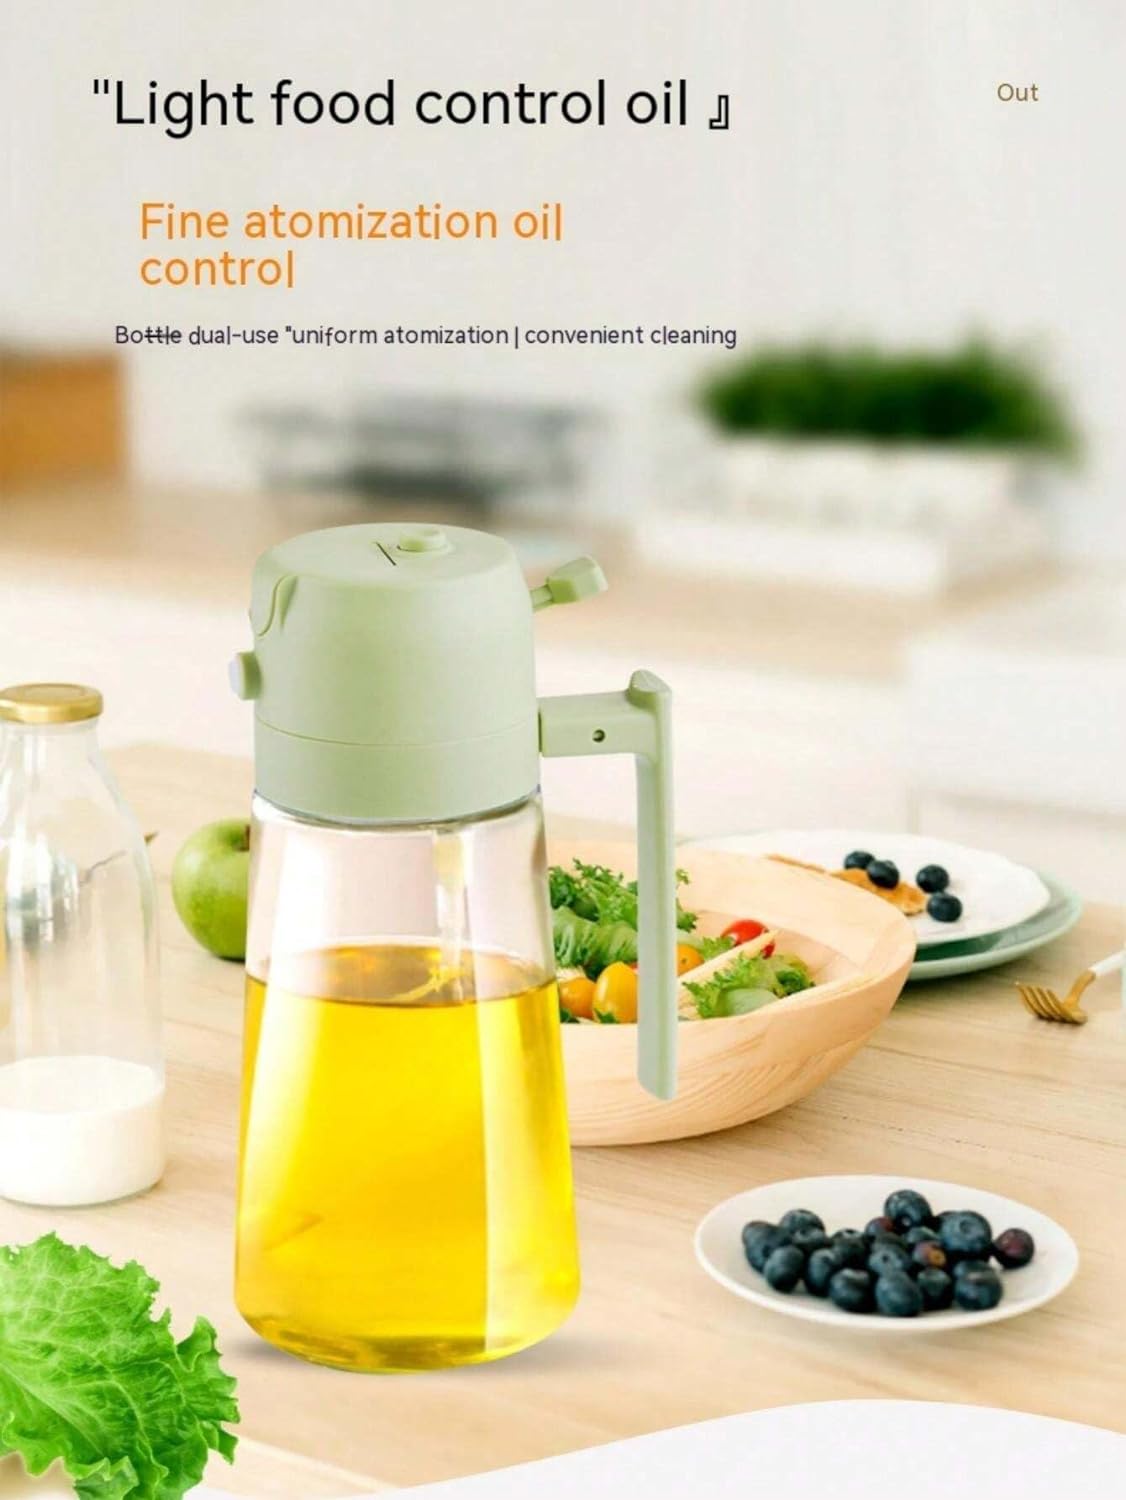 "Light food control oil 』
Out
Fine atomization oil
control
Bottle dual-use "uniform atomization | convenient cleaning